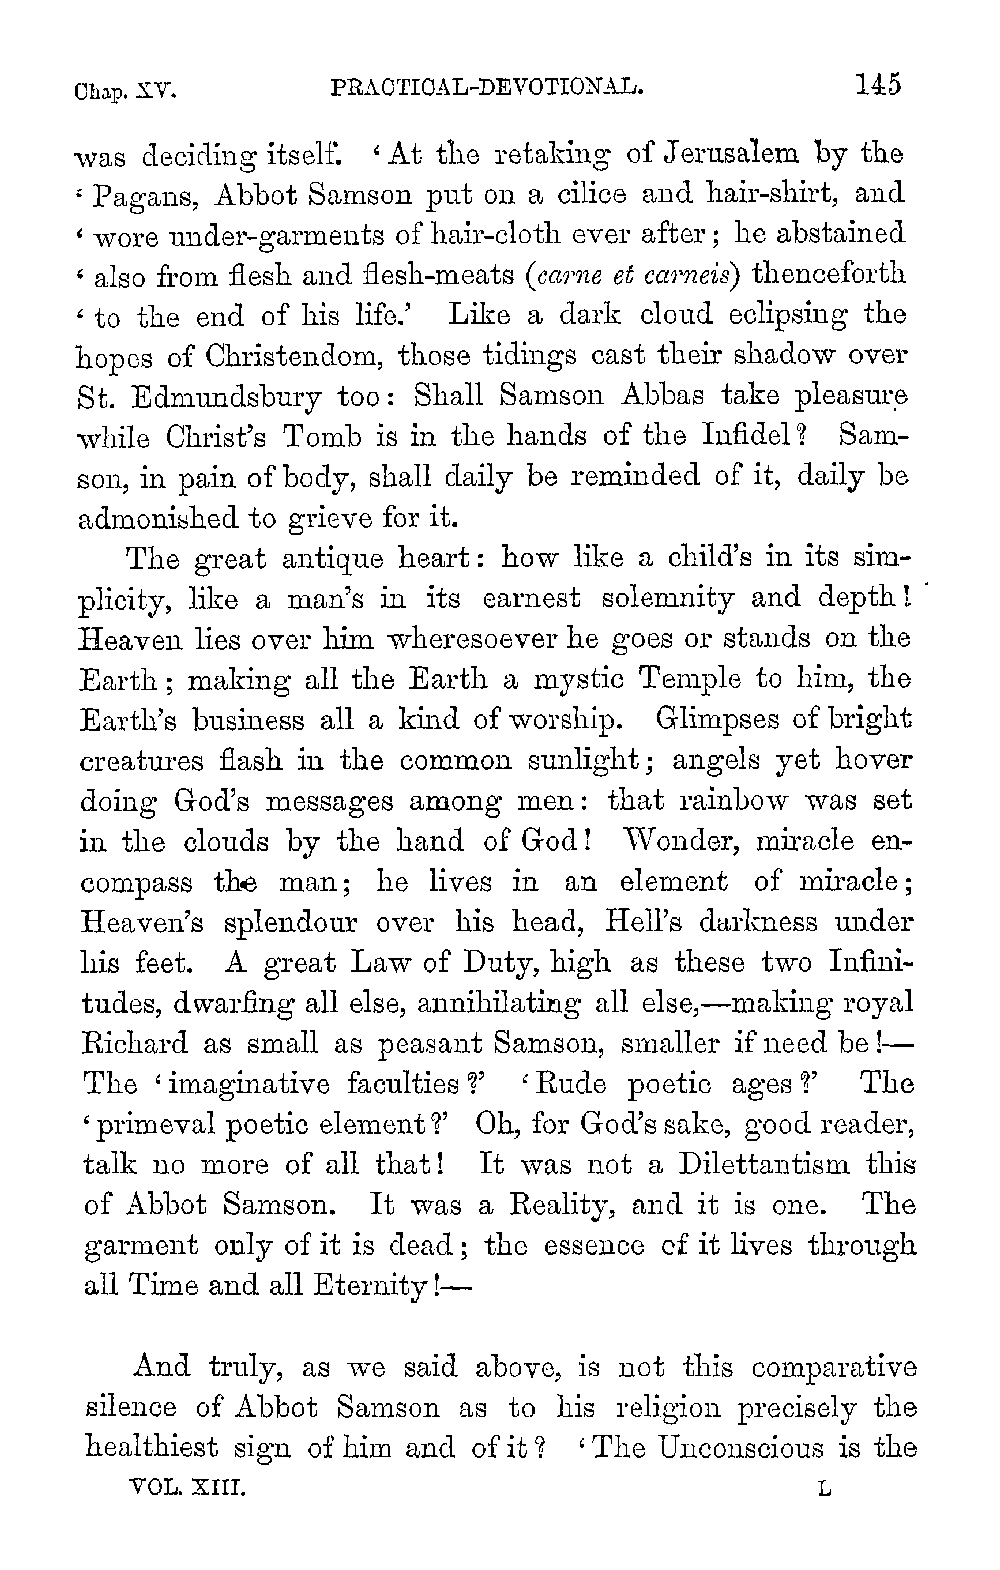 Chap. XV. PRACTICAL-DEVOTIONAL. 145
was deciding itself. ‘ At the retaking of Jerusalem by the
‘ Pagans, Abbot Samson put on a cilice and hair-shirt, and
‘ wore under-garments of hair-cloth ever after; he abstained
‘ also from flesh and flesh-meats (carne et carneis) thenceforth
‘ to the end of his life.’ Like a dark cloud eclipsing the
hopes of Christendom, those tidings cast their shadow over
St. Edmundsbury too: Shall Samson Abbas take pleasure
while Christ’s Tomb is in the hands of the Infidel? Sam-
son, in pain of body, shall daily be reminded of it, daily be
admonished to grieve for it.
The great antique heart: how like a child’s in its sim-
plicity, like a man’s in its earnest solemnity and depth!
Heaven lies over him wheresoever he goes or stands on the
Earth; making all the Earth a mystic Temple to him, the
Earth’s business all a kind of worship. Glimpses of bright
creatures flash in the common sunlight; angels yet hover
doing God’s messages among men: that rainbow was set
in the clouds by the hand of God! Wonder, miracle en-
compass the man; he lives in an element of miracle;
Heaven’s splendour over his head, Hell’s darkness under
his feet. A great Law of Duty, high as these two Infini-
tudes, dwarfing all else, annihilating all else,—making royal
Richard as small as peasant Samson, smaller if need be!—
The ‘ imaginative faculties?’ ‘ Rude poetic ages?’ The
‘ primeval poetic element?’ Oh, for God’s sake, good reader,
talk no more of all that! It was not a Dilettantism this
of Abbot Samson. It was a Reality, and it is one. The
garment only of it is dead; the essence of it lives through
all Time and all Eternity!—
And truly, as we said above, is not this comparative
silence of Abbot Samson as to his religion precisely the
healthiest sign of him and of it? ‘ The Unconscious is the
VOL. XIII. L